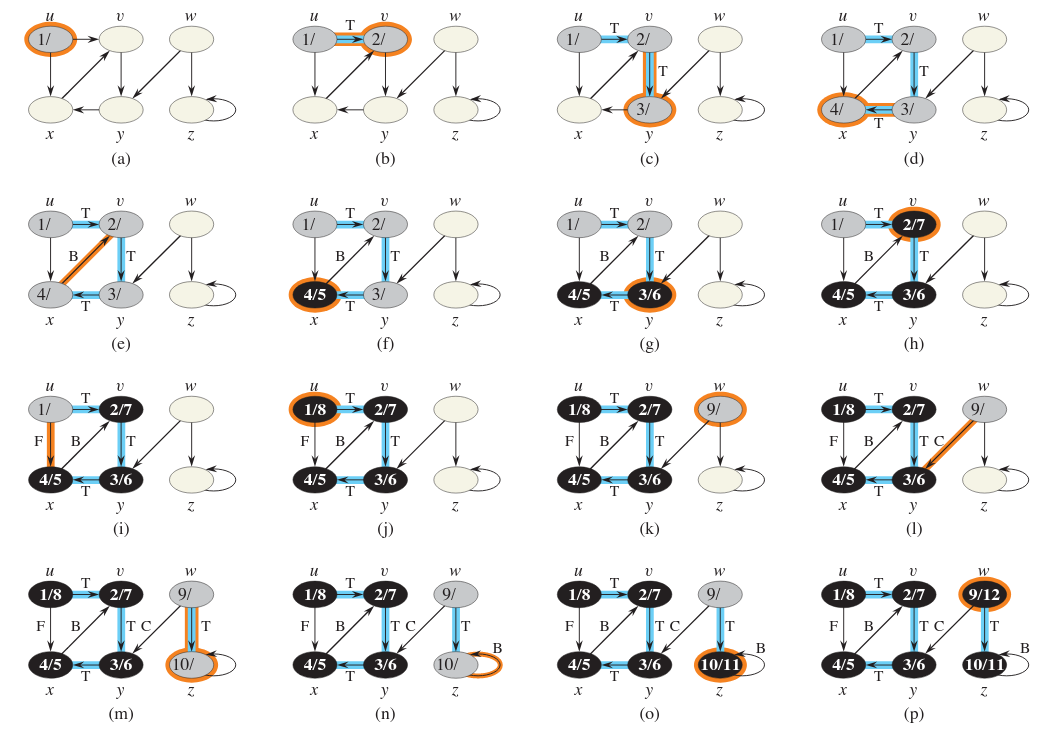 u v w u v w u v w u v w
1/ 1/ T 2/ 1/ T 2/ 1/ T 2/
T T
3/ 4/ T 3/
x y z x y z x y z x y z
(a) (b) (c) (d)
u v w u v w u v w u v w
1/ T 2/ 1/ T 2/ 1/ T 2/ 1/ T 2/7
B T B T B T B T
4/ T 3/ 4/5 T 3/ 4/5 T 3/6 4/5 T 3/6
x y z x y z x y z x y z
(e) (f) (g) (h)
u v w u v w u v w u v w
1/ T 2/7 1/8 T 2/7 1/8 T 2/7 9/ 1/8 T 2/7 9/
F B T F B T F B T F B T C
4/5 T 3/6 4/5 T 3/6 4/5 T 3/6 4/5 T 3/6
x y z x y z x y z x y z
(i) (j) (k) (l)
u v w u v w u v w u v w
1/8 T 2/7 9/ 1/8 T 2/7 9/ 1/8 T 2/7 9/ 1/8 T 2/7 9/12
F B T C T F B T C T F B T C T F B T C T
4/5 T 3/6 10/ 4/5 T 3/6 10/ B 4/5 T 3/6 10/11 B 4/5 T 3/6 10/11 B
x y z x y z x y z x y z
(m) (n) (o) (p)